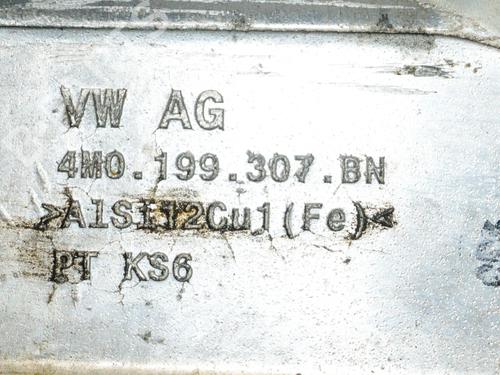 VW AG
4M0.199.307.BN
>AlSi12Cu1(Fe)<
PT KS6